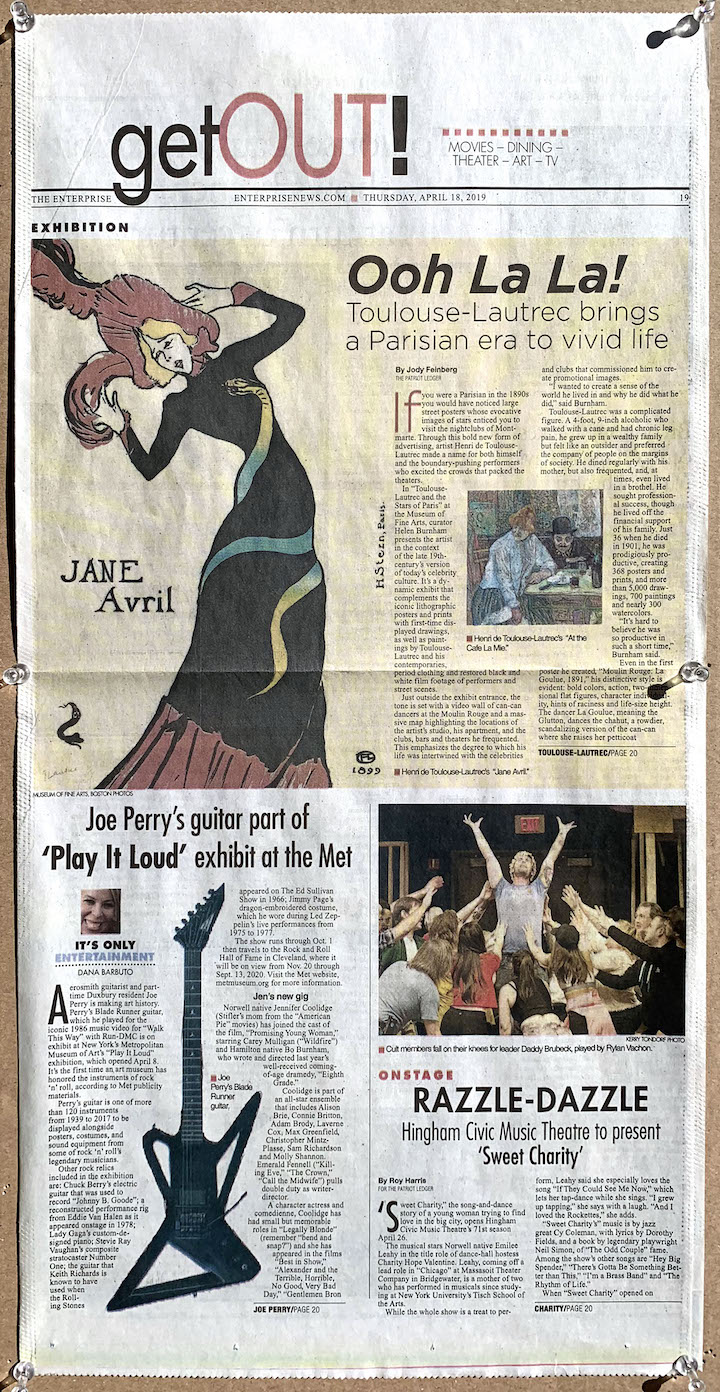 getOUT!
MOVIES – DINING –
THEATER – ART – TV
THE ENTERPRISE
ENTERPRISENEWS.COM ■ THURSDAY, APRIL 18, 2019
19
EXHIBITION
Ooh La La!
Toulouse-Lautrec brings
a Parisian era to vivid life
JANE
Avril
H. Stern, Paris.
1899
By Jody Feinberg
THE PATRIOT LEDGER
If you were a Parisian in the 1890s
you would have noticed large
street posters whose evocative
images of stars enticed you to
visit the nightclubs of Mont-
marte. Through this bold new form of
advertising, artist Henri de Toulouse-
Lautrec made a name for both himself
and the boundary-pushing performers
who excited the crowds that packed the
theaters.
In “Toulouse-
Lautrec and the
Stars of Paris” at
the Museum of
Fine Arts, curator
Helen Burnham
presents the artist
in the context
of the late 19th-
century’s version
of today’s celebrity
culture. It’s a dy-
namic exhibit that
complements the
iconic lithographic
posters and prints
with first-time dis-
played drawings,
as well as paint-
ings by Toulouse-
Lautrec and his
contemporaries,
period clothing and restored black and
white film footage of performers and
street scenes.
Just outside the exhibition entrance, the
tone is set with a video wall of can-can
dancers at the Moulin Rouge and a mas-
sive map highlighting the locations of
the artist’s studio, his apartment, and the
clubs, bars and theaters he frequented.
This emphasizes the degree to which his
life was intertwined with the celebrities
■ Henri de Toulouse-Lautrec’s “Jane Avril.”
and clubs that commissioned him to cre-
ate promotional images.
“I wanted to create a sense of the
world he lived in and why he did what he
did,” said Burnham.
Toulouse-Lautrec was a complicated
figure. A 4-foot, 9-inch alcoholic who
walked with a cane and had chronic leg
pain, he grew up in a wealthy family
but felt like an outsider and preferred
the company of people on the margins
of society. He dined regularly with his
mother, but also frequented, and, at
times, even lived
in a brothel. He
sought profession-
al success, though
he lived off the
financial support
of his family. Just
36 when he died
in 1901, he was
prodigiously pro-
ductive, creating
368 posters and
prints, and more
than 5,000 draw-
ings, 700 paintings
and nearly 300
watercolors.
“It’s hard to
believe he was
so productive in
such a short time,”
Burnham said.
Even in the first
poster he created, “Moulin Rouge: La
Goulue, 1891,” his distinctive style is
evident: bold colors, action, two-
sional flat figures, character
ity, hints of raciness and life-size height.
The dancer La Goulue, meaning the
Glutton, dances the chahut, a rowdier,
scandalizing version of the can-can
where she raises her petticoat
TOULOUSE-LAUTREC/PAGE 20
■ Henri de Toulouse-Lautrec’s “At the
Cafe La Mie.”
MUSEUM OF FINE ARTS, BOSTON PHOTOS
Joe Perry’s guitar part of
‘Play It Loud’ exhibit at the Met
IT’S ONLY
ENTERTAINMENT
DANA BARBUTO
Aerosmith guitarist and part-
time Duxbury resident Joe
Perry is making art history.
Perry’s Blade Runner guitar,
which he played for the
iconic 1986 music video for “Walk
This Way” with Run-DMC is on
exhibit at New York’s Metropolitan
Museum of Art’s “Play It Loud”
exhibition, which opened April 8.
It’s the first time an art museum has
honored the instruments of rock
’n’ roll, according to Met publicity
materials.
Perry’s guitar is one of more
than 120 instruments
from 1939 to 2017 to be
displayed alongside
posters, costumes, and
sound equipment from
some of rock ’n’ roll’s
legendary musicians.
Other rock relics
included in the exhibition
are: Chuck Berry’s electric
guitar that was used to
record “Johnny B. Goode”; a
reconstructed performance rig
from Eddie Van Halen as it
appeared onstage in 1978;
Lady Gaga’s custom-de-
signed piano; Stevie Ray
Vaughan’s composite
stratocaster Number
One; the guitar that
Keith Richards is
known to have
used when
the Roll-
ing Stones
■ Joe
Perry’s Blade
Runner
guitar.
appeared on The Ed Sullivan
Show in 1966; Jimmy Page’s
dragon-embroidered costume,
which he wore during Led Zep-
pelin’s live performances from
1975 to 1977.
The show runs through Oct. 1
then travels to the Rock and Roll
Hall of Fame in Cleveland, where it
will be on view from Nov. 20 through
Sept. 13, 2020. Visit the Met website,
metmuseum.org for more information.
Jen’s new gig
Norwell native Jennifer Coolidge
(Stifler’s mom from the “American
Pie” movies) has joined the cast of
the film, “Promising Young Woman,”
starring Carey Mulligan (“Wildfire”)
and Hamilton native Bo Burnham,
who wrote and directed last year’s
well-received coming-
of-age dramedy, “Eighth
Grade.”
Coolidge is part of
an all-star ensemble
that includes Alison
Brie, Connie Britton,
Adam Brody, Laverne
Cox, Max Greenfield,
Christopher Mintz-
Plasse, Sam Richardson
and Molly Shannon.
Emerald Fennell (“Kill-
ing Eve,” “The Crown,”
“Call the Midwife”) pulls
double duty as writer-
director.
A character actress and
comedienne, Coolidge has
had small but memorable
roles in “Legally Blonde”
(remember “bend and
snap?”) and she has
appeared in the films
“Best in Show,”
“Alexander and the
Terrible, Horrible,
No Good, Very Bad
Day,” “Gentlemen Bron
JOE PERRY/PAGE 20
EXIT
KERRY TONDORF PHOTO
■ Cult members fall on their knees for leader Daddy Brubeck, played by Rylan Vachon.
ONSTAGE
RAZZLE-DAZZLE
Hingham Civic Music Theatre to present
‘Sweet Charity’
By Roy Harris
FOR THE PATRIOT LEDGER
‘Sweet Charity,’ the song-and-dance
story of a young woman trying to find
love in the big city, opens Hingham
Civic Music Theatre’s 71st season
April 26.
The musical stars Norwell native Emilee
Leahy in the title role of dance-hall hostess
Charity Hope Valentine. Leahy, coming off a
lead role in “Chicago” at Massasoit Theater
Company in Bridgewater, is a mother of two
who has performed in musicals since study-
ing at New York University’s Tisch School of
the Arts.
While the whole show is a treat to per-
form, Leahy said she especially loves the
song “If They Could See Me Now,” which
lets her tap-dance while she sings. “I grew
up tapping,” she says with a laugh. “And I
loved the Rockettes,” she adds.
“Sweet Charity’s” music is by jazz
great Cy Coleman, with lyrics by Dorothy
Fields, and a book by legendary playwright
Neil Simon, of “The Odd Couple” fame.
Among the show’s other songs are “Hey Big
Spender,” “There’s Gotta Be Something Bet-
ter than This,” “I’m a Brass Band” and “The
Rhythm of Life.”
When “Sweet Charity” opened on
CHARITY/PAGE 20